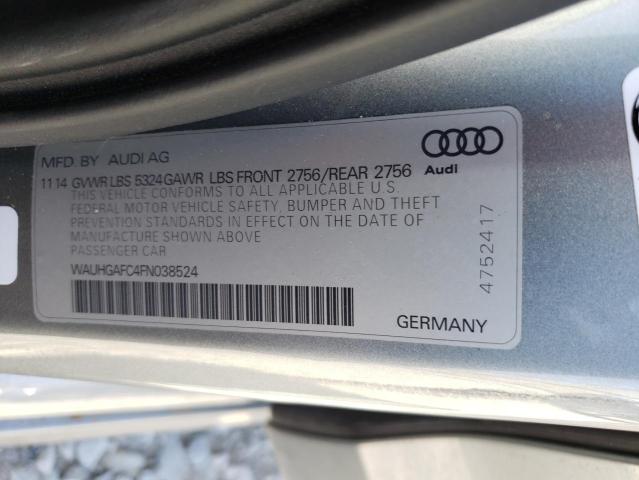 MFD BY AUDI AG
11 14 GVWR LBS 5324 GAWR LBS FRONT 2756/REAR 2756
THIS VEHICLE CONFORMS TO ALL APPLICABLE U.S.
FEDERAL MOTOR VEHICLE SAFETY, BUMPER AND THEFT
PREVENTION STANDARDS IN EFFECT ON THE DATE OF
MANUFACTURE SHOWN ABOVE
PASSENGER CAR
WAUHGAFC4FN038524
GERMANY
Audi
4752417